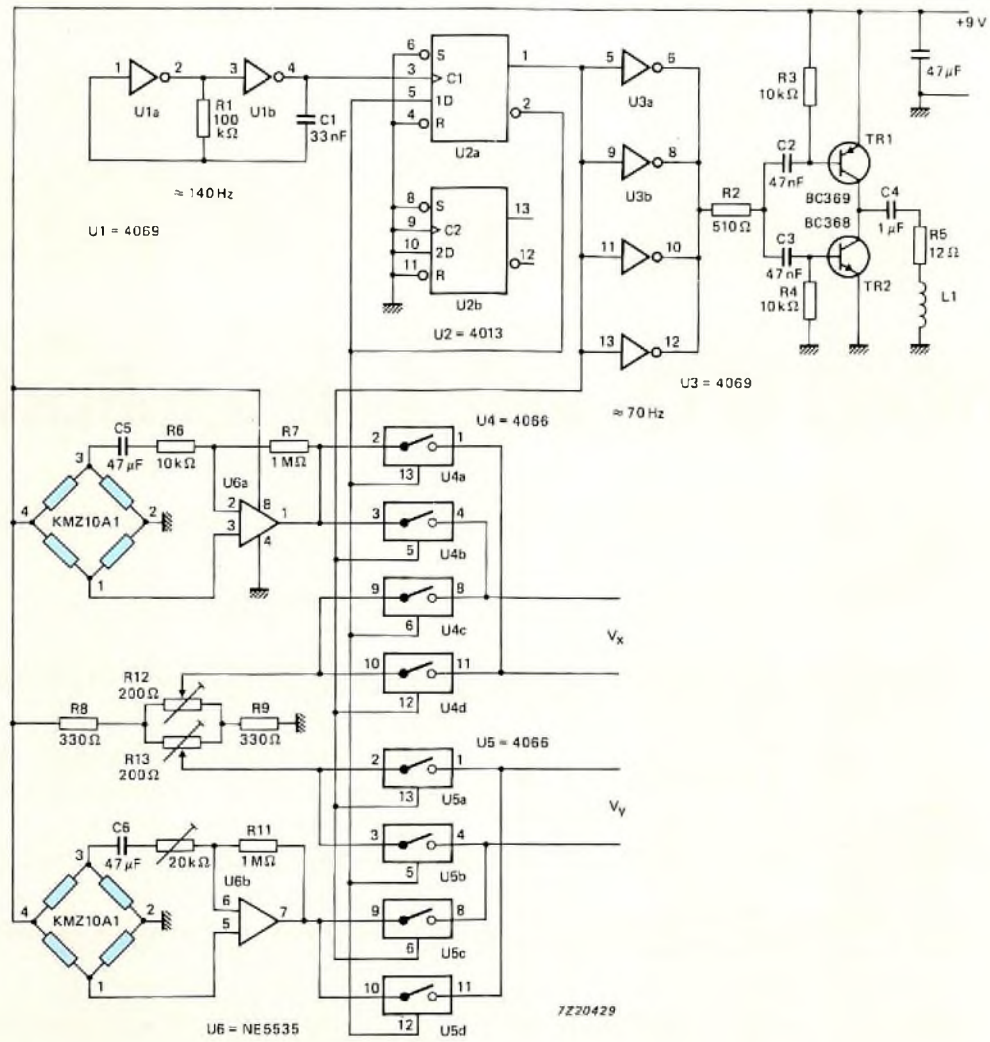 +9 V
47 μF
1
2
3
4
U1a
U1b
R1
100
kΩ
C1
33 nF
≈ 140 Hz
U1 = 4069
6
S
3
C1
5
1D
4
R
1
2
U2a
8
S
9
C2
10
2D
11
R
13
12
U2b
U2 = 4013
5
6
U3a
9
8
U3b
11
10
13
12
U3 = 4069
≈ 70 Hz
R2
510 Ω
R3
10 kΩ
C2
47 nF
C3
47 nF
R4
10 kΩ
TR1
BC369
BC368
TR2
C4
1 μF
R5
12 Ω
L1
C5
47 μF
R6
10 kΩ
R7
1 MΩ
U6a
2
3
8
4
1
3
4
KMZ10A1
2
1
U4 = 4066
2
1
13
U4a
3
4
5
U4b
9
8
6
U4c
10
11
12
U4d
Vx
R12
200 Ω
R8
330 Ω
R9
330 Ω
R13
200 Ω
U5 = 4066
2
1
13
U5a
3
4
5
U5b
9
8
6
U5c
10
11
12
U5d
Vy
C6
47 μF
20 kΩ
R11
1 MΩ
U6b
6
5
7
3
4
KMZ10A1
2
1
U6 = NE5535
7Z20429